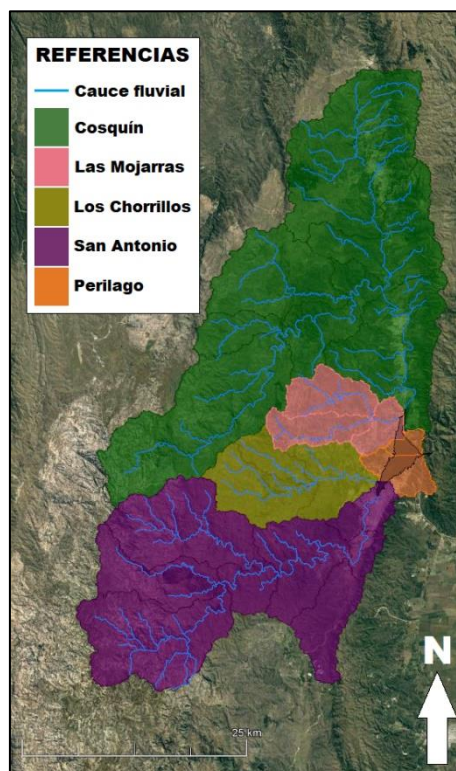 REFERENCIAS
Cauce fluvial
Cosquín
Las Mojarras
Los Chorrillos
San Antonio
Perilago
N
25 km